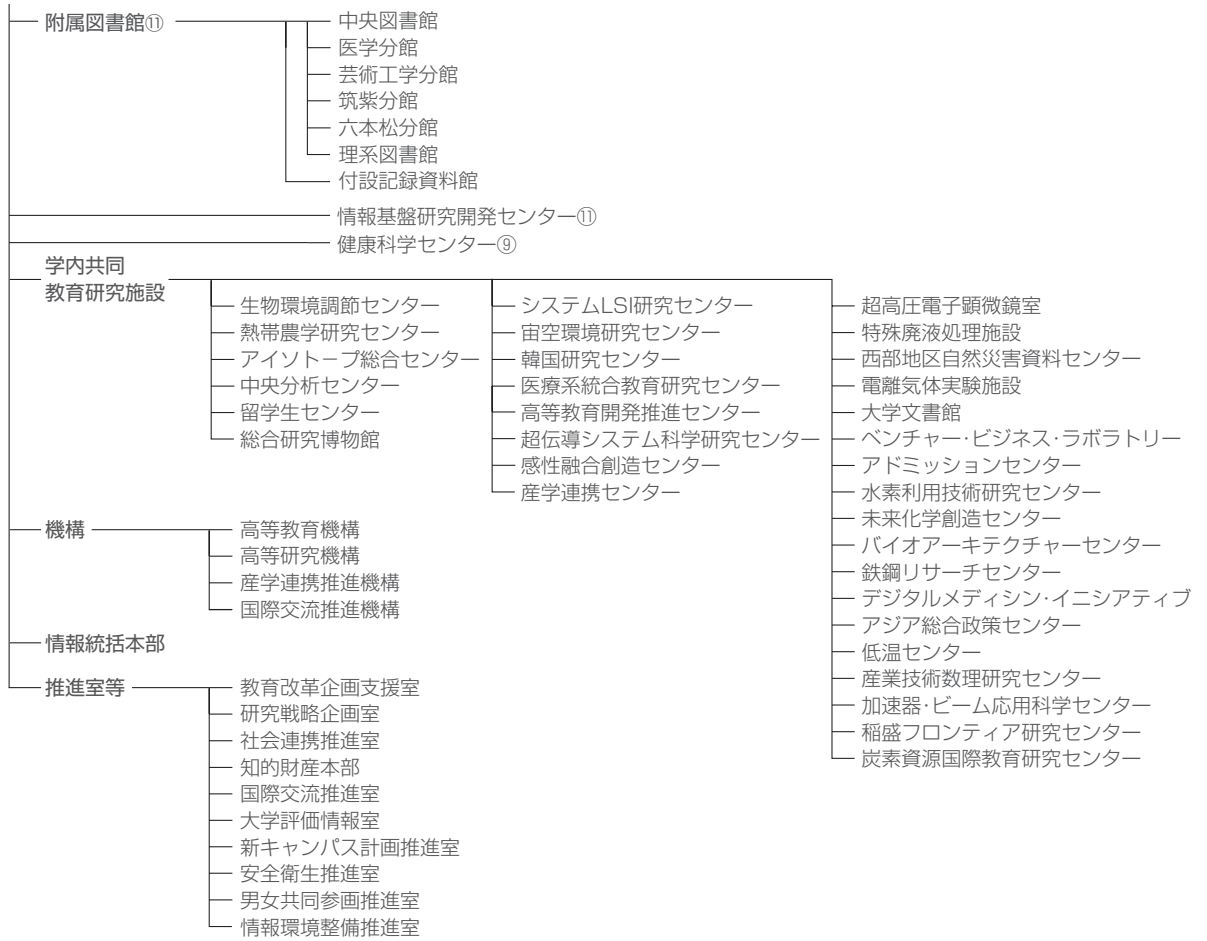 附属図書館⑪
中央図書館
医学分館
芸術工学分館
筑紫分館
六本松分館
理系図書館
付設記録資料館
情報基盤研究開発センター⑪
健康科学センター⑨
学内共同
教育研究施設
生物環境調節センター
熱帯農学研究センター
アイソトープ総合センター
中央分析センター
留学生センター
総合研究博物館
システムLSI研究センター
宙空環境研究センター
韓国研究センター
医療系統合教育研究センター
高等教育開発推進センター
超伝導システム科学研究センター
感性融合創造センター
産学連携センター
超高圧電子顕微鏡室
特殊廃液処理施設
西部地区自然災害資料センター
電離気体実験施設
大学文書館
ベンチャー・ビジネス・ラボラトリー
アドミッションセンター
水素利用技術研究センター
未来化学創造センター
バイオアーキテクチャーセンター
鉄鋼リサーチセンター
デジタルメディシン・イニシアティブ
アジア総合政策センター
低温センター
産業技術数理研究センター
加速器・ビーム応用科学センター
稲盛フロンティア研究センター
炭素資源国際教育研究センター
機構
高等教育機構
高等研究機構
産学連携推進機構
国際交流推進機構
情報統括本部
推進室等
教育改革企画支援室
研究戦略企画室
社会連携推進室
知的財産本部
国際交流推進室
大学評価情報室
新キャンパス計画推進室
安全衛生推進室
男女共同参画推進室
情報環境整備推進室